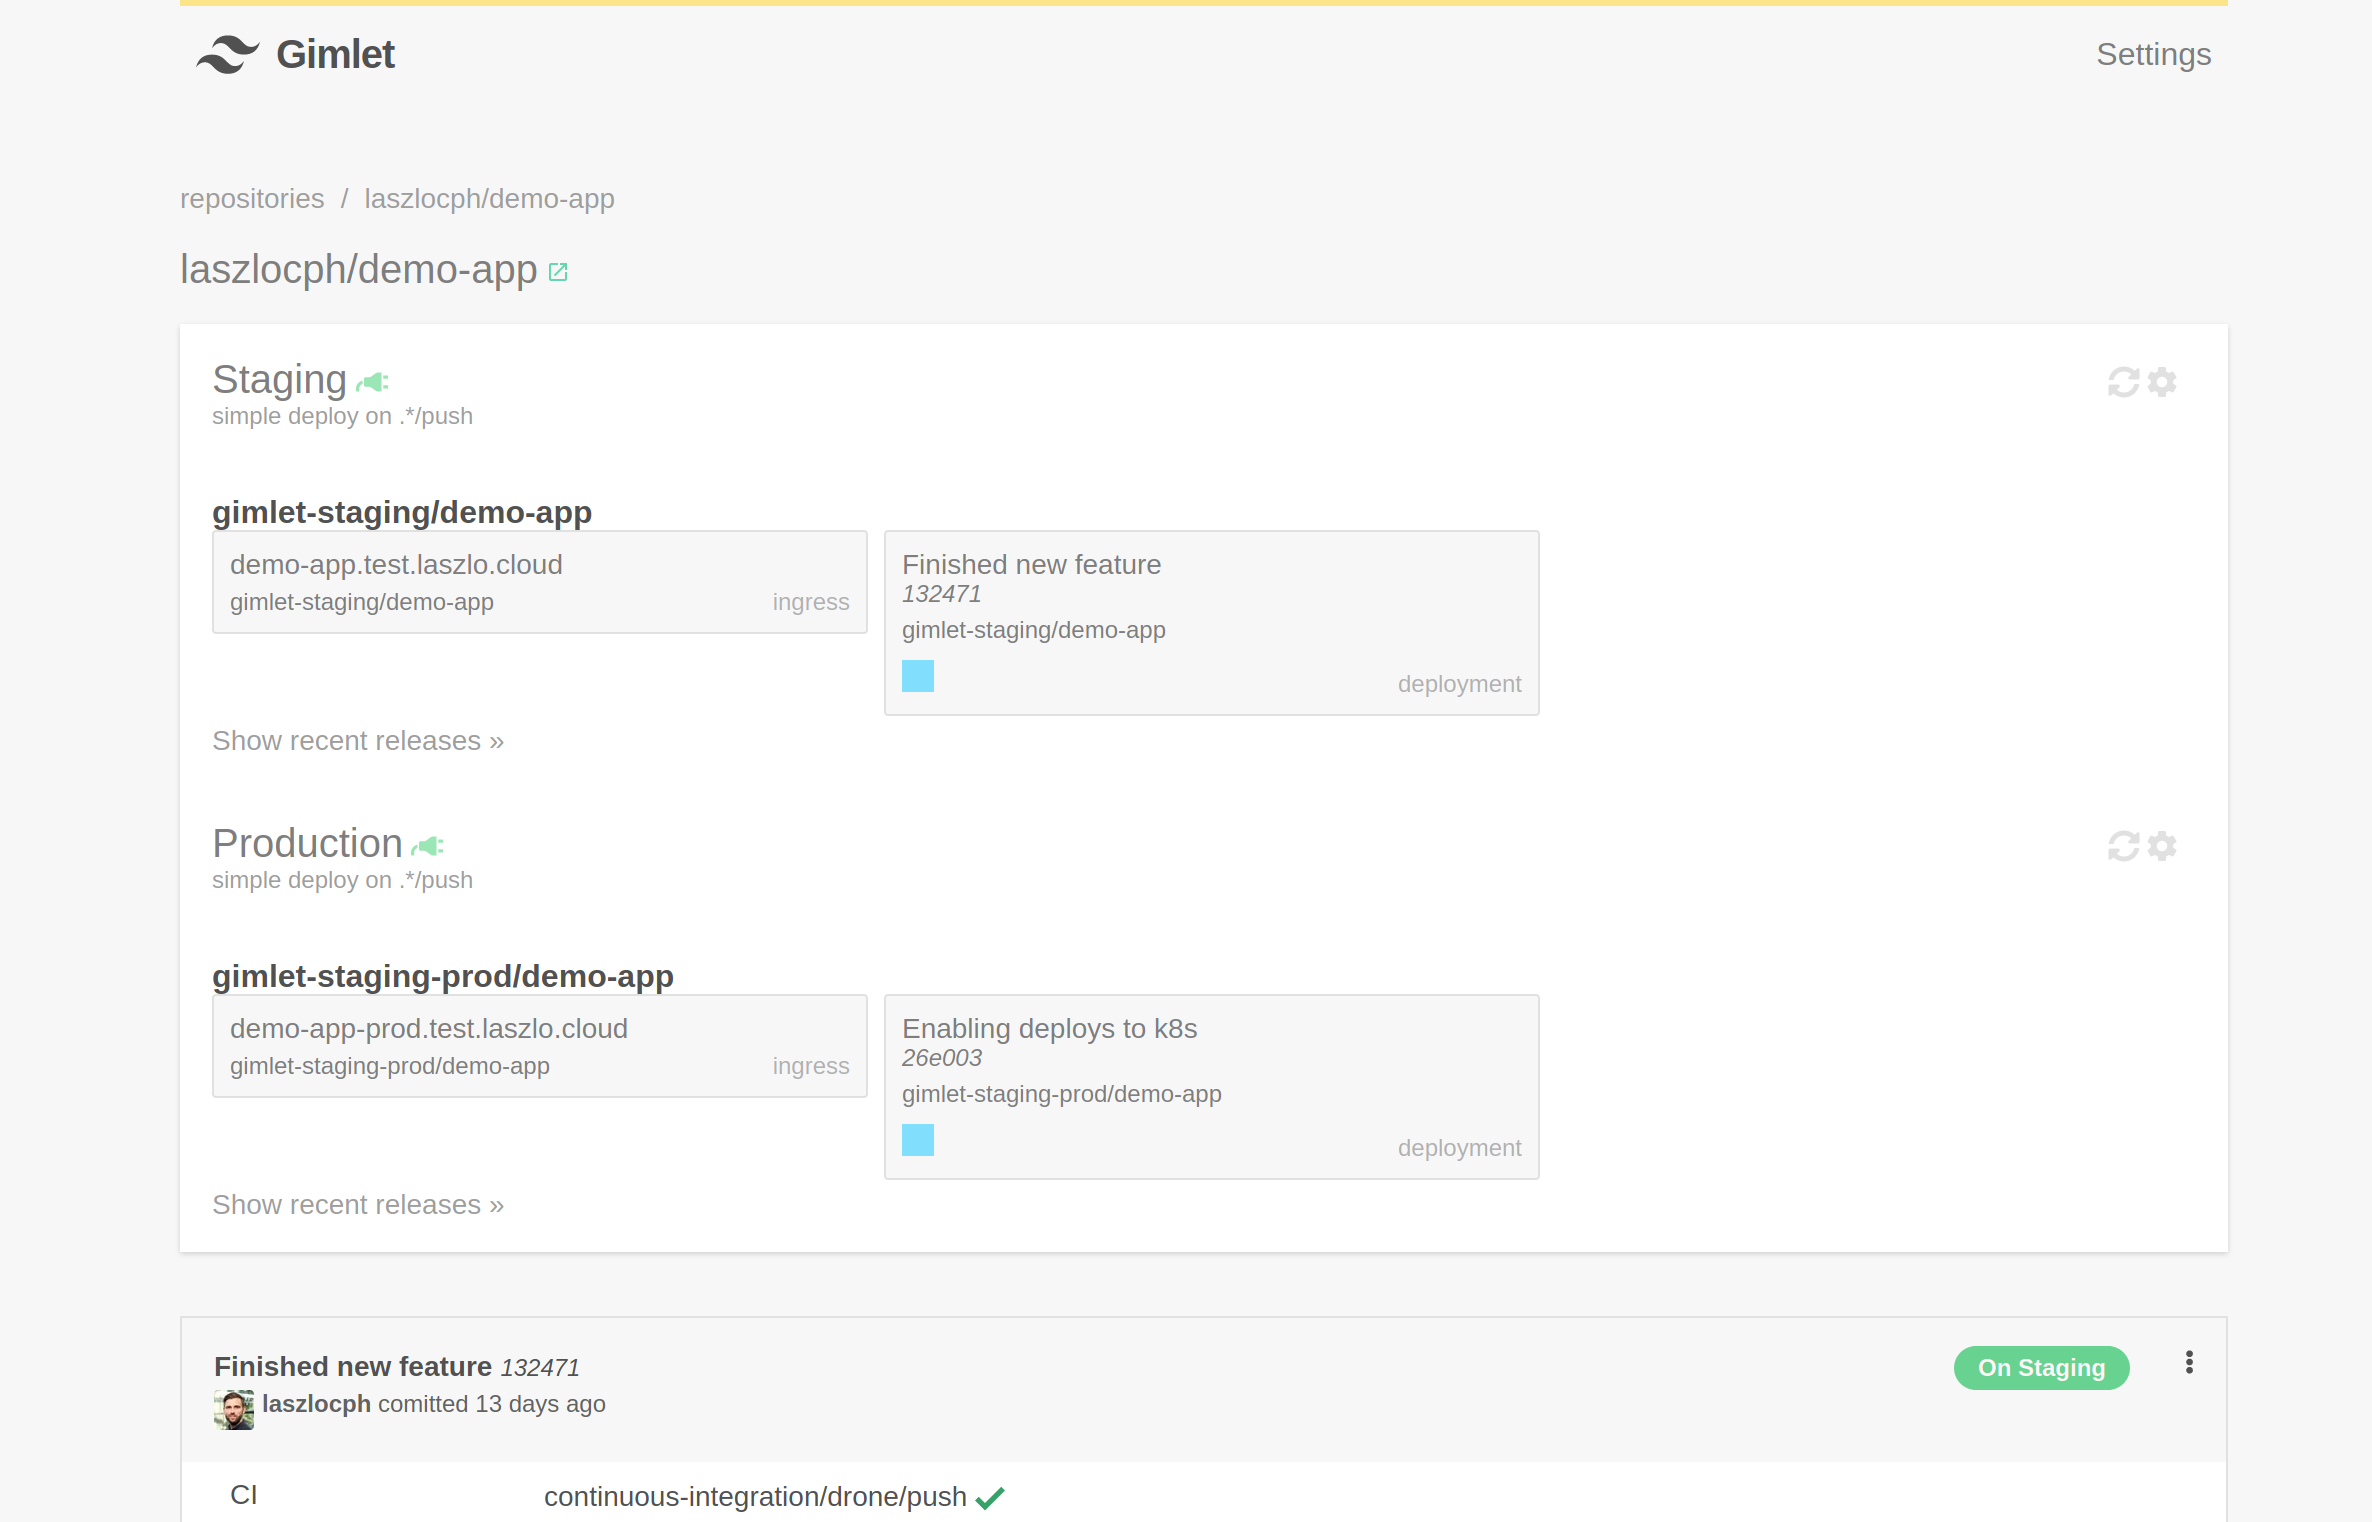 Gimlet
Settings
repositories / laszlocph/demo-app
laszlocph/demo-app
Staging
simple deploy on .*/push
gimlet-staging/demo-app
demo-app.test.laszlo.cloud
gimlet-staging/demo-app
ingress
Finished new feature
132471
gimlet-staging/demo-app
deployment
Show recent releases »
Production
simple deploy on .*/push
gimlet-staging-prod/demo-app
demo-app-prod.test.laszlo.cloud
gimlet-staging-prod/demo-app
ingress
Enabling deploys to k8s
26e003
gimlet-staging-prod/demo-app
deployment
Show recent releases »
Finished new feature 132471
On Staging
laszlocph comitted 13 days ago
CI
continuous-integration/drone/push